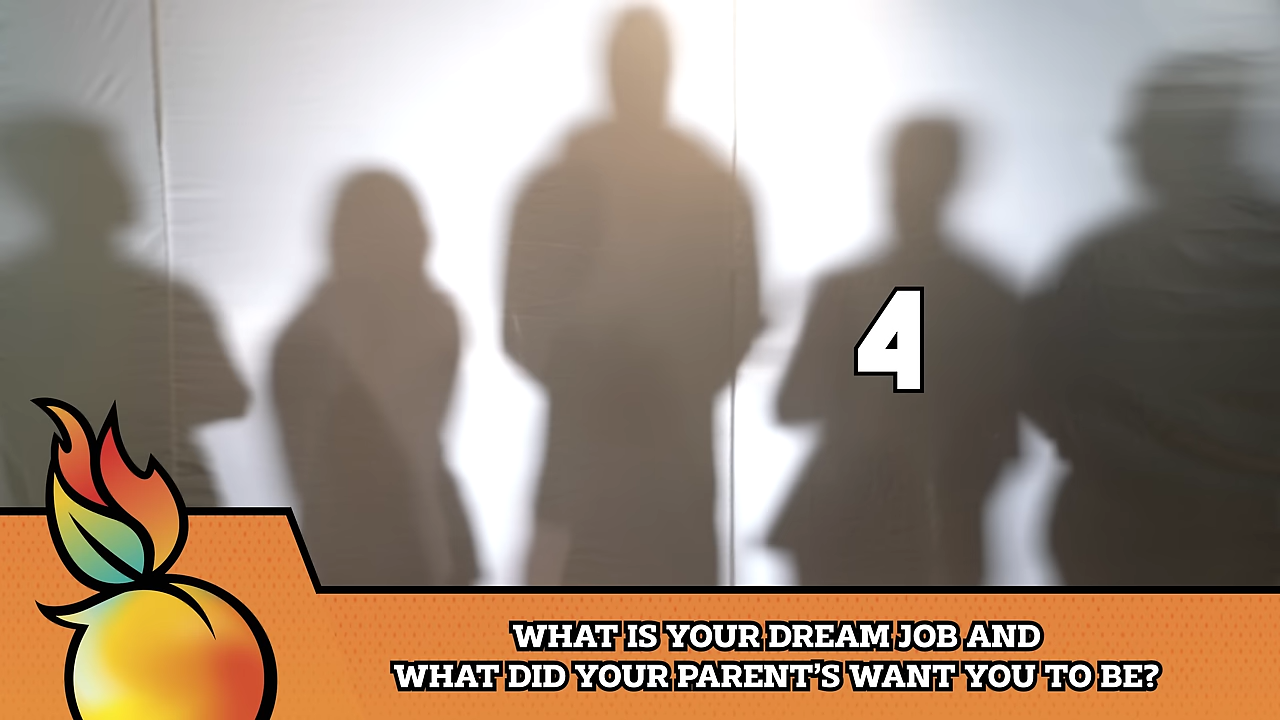 4
WHAT IS YOUR DREAM JOB AND
WHAT DID YOUR PARENT'S WANT YOU TO BE?